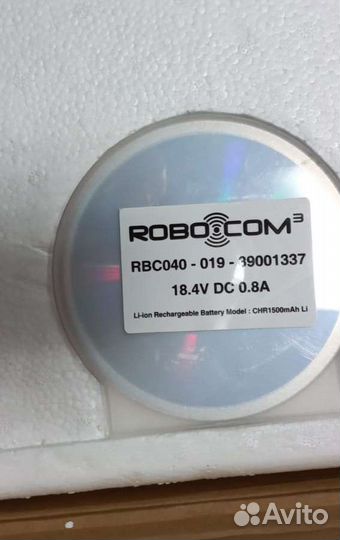 ROBOCOM³
RBC040 - 019 - 39001337
18.4V DC 0.8A
Li-ion Rechargeable Battery Model : CHR1500mAh Li
Avito